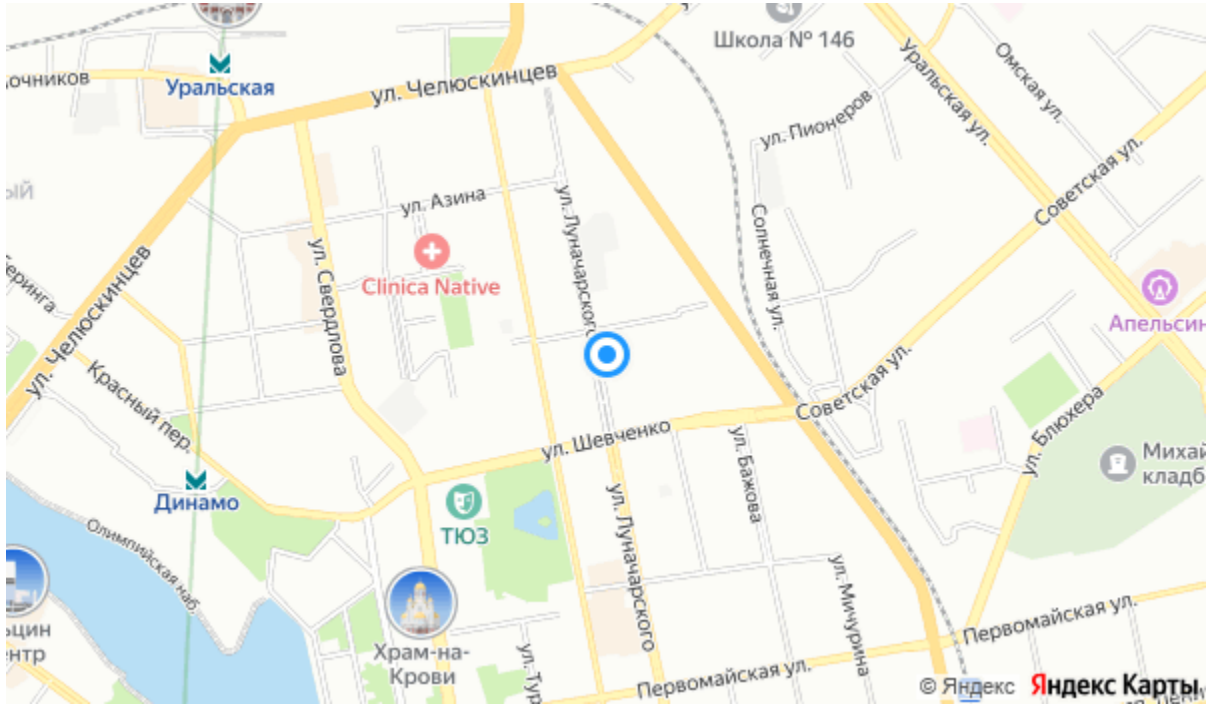 Школа № 146
Уральская ул.
Омская ул.
Уральская
ул. Челюскинцев
ул. Пионеров
Советская ул.
ул. Азина
ул. Луначарского
Солнечная ул.
ул. Свердлова
Clinica Native
ул. Челюскинцев
Апельсин
Красный пер.
Советская ул.
ул. Блюхера
ул. Шевченко
ул. Бажова
Динамо
ТЮЗ
ул. Луначарского
Олимпийская наб.
ул. Мичурина
Храм-на-
Крови
Первомайская ул.
Первомайская ул.
© Яндекс Яндекс Карты